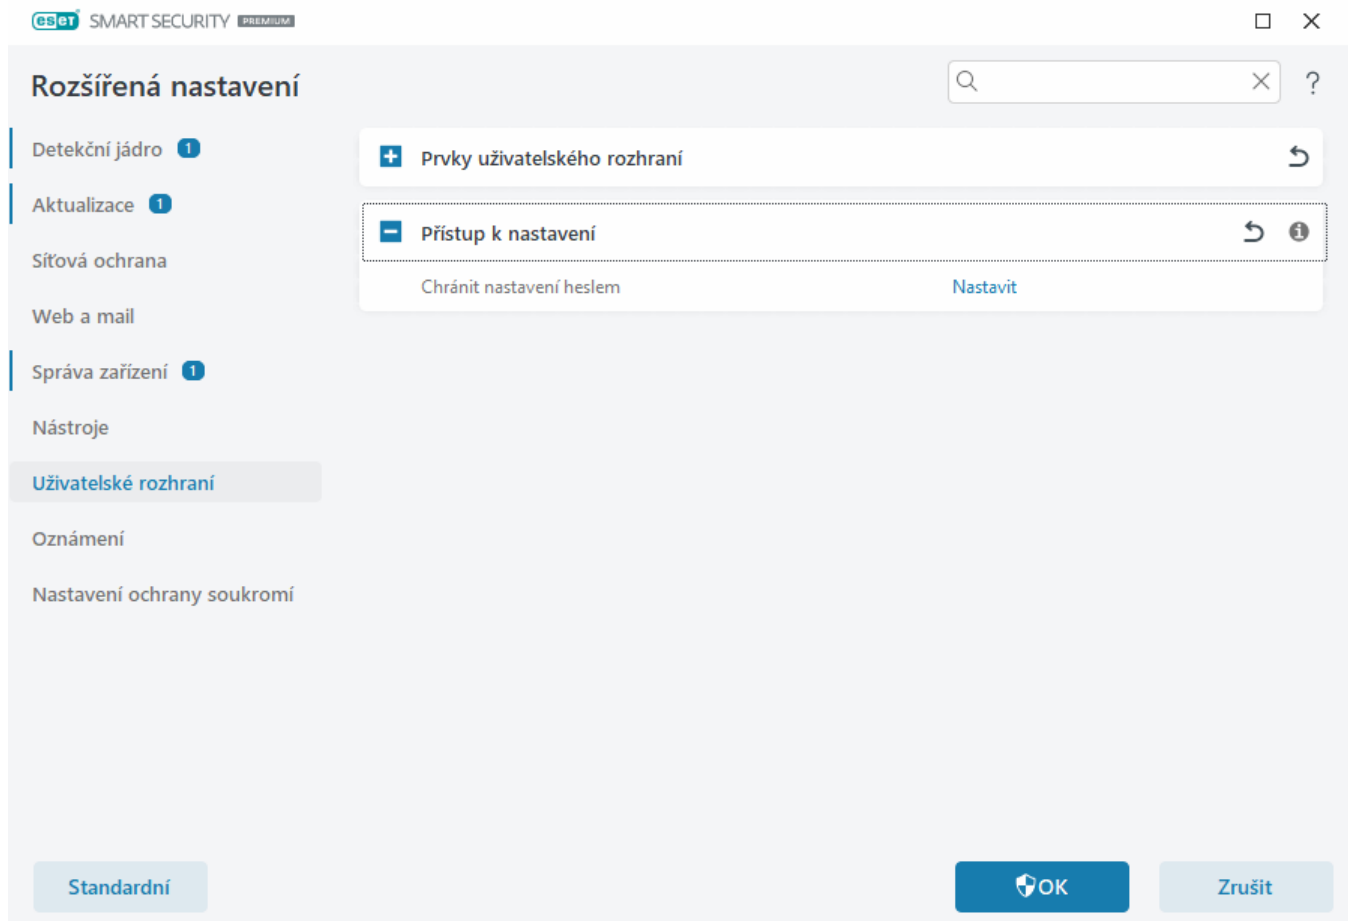 eset SMART SECURITY PREMIUM
Rozšířená nastavení
?
Detekční jádro 1
Aktualizace 1
Síťová ochrana
Web a mail
Správa zařízení 1
Nástroje
Uživatelské rozhraní
Oznámení
Nastavení ochrany soukromí
Prvky uživatelského rozhraní
Přístup k nastavení
Chránit nastavení heslem Nastavit
Standardní
OK
Zrušit